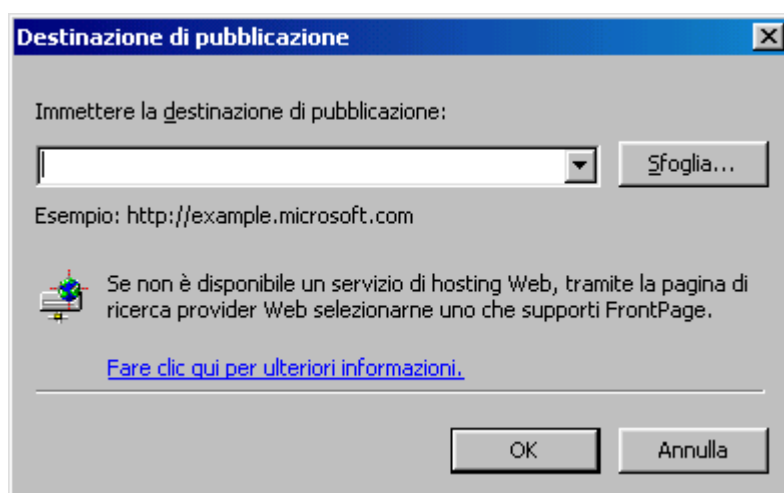 Destinazione di pubblicazione
Immettere la destinazione di pubblicazione:
Sfoglia...
Esempio: http://example.microsoft.com
Se non è disponibile un servizio di hosting Web, tramite la pagina di
ricerca provider Web selezionarne uno che supporti FrontPage.
Fare clic qui per ulteriori informazioni.
OK
Annulla